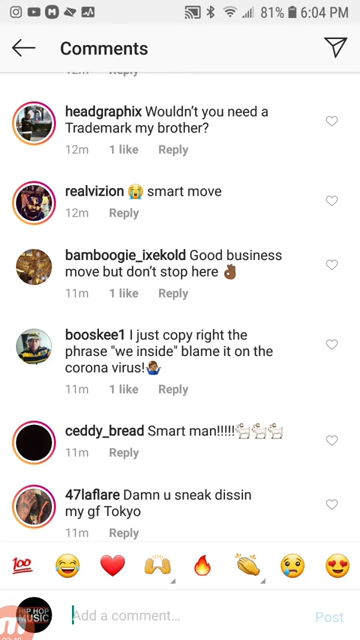 81% 6:04 PM
Comments
12m Reply
headgraphix Wouldn't you need a
Trademark my brother?
12m 1 like Reply
realvizion 😭 smart move
12m Reply
bamboogie_ixekold Good business
move but don't stop here 👌🏾
11m 1 like Reply
booskee1 I just copy right the
phrase "we inside" blame it on the
corona virus!🤷🏽‍♂️
11m 1 like Reply
ceddy_bread Smart man!!!!!🐐🐐🐐
11m Reply
47laflare Damn u sneak dissin
my gf Tokyo
11m Reply
💯 😂 ❤️ 🙌🏽 🔥 👏🏽 😢 😍
HIP HOP
MUSIC
Add a comment...
Post